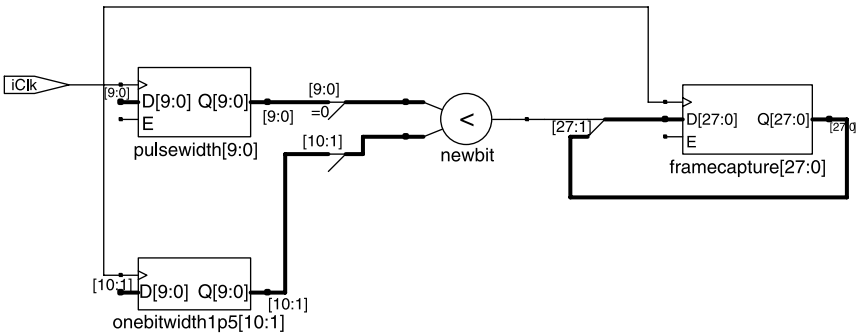 iClk
[9:0]
D[9:0] Q[9:0]
E
pulsewidth[9:0]
[9:0]
[9:0]
=0
[10:1]
<
newbit
[27:1]
D[27:0] Q[27:0]
E
framecapture[27:0]
[27:0]
[10:1]
D[9:0] Q[9:0]
[10:1]
onebitwidth1p5[10:1]